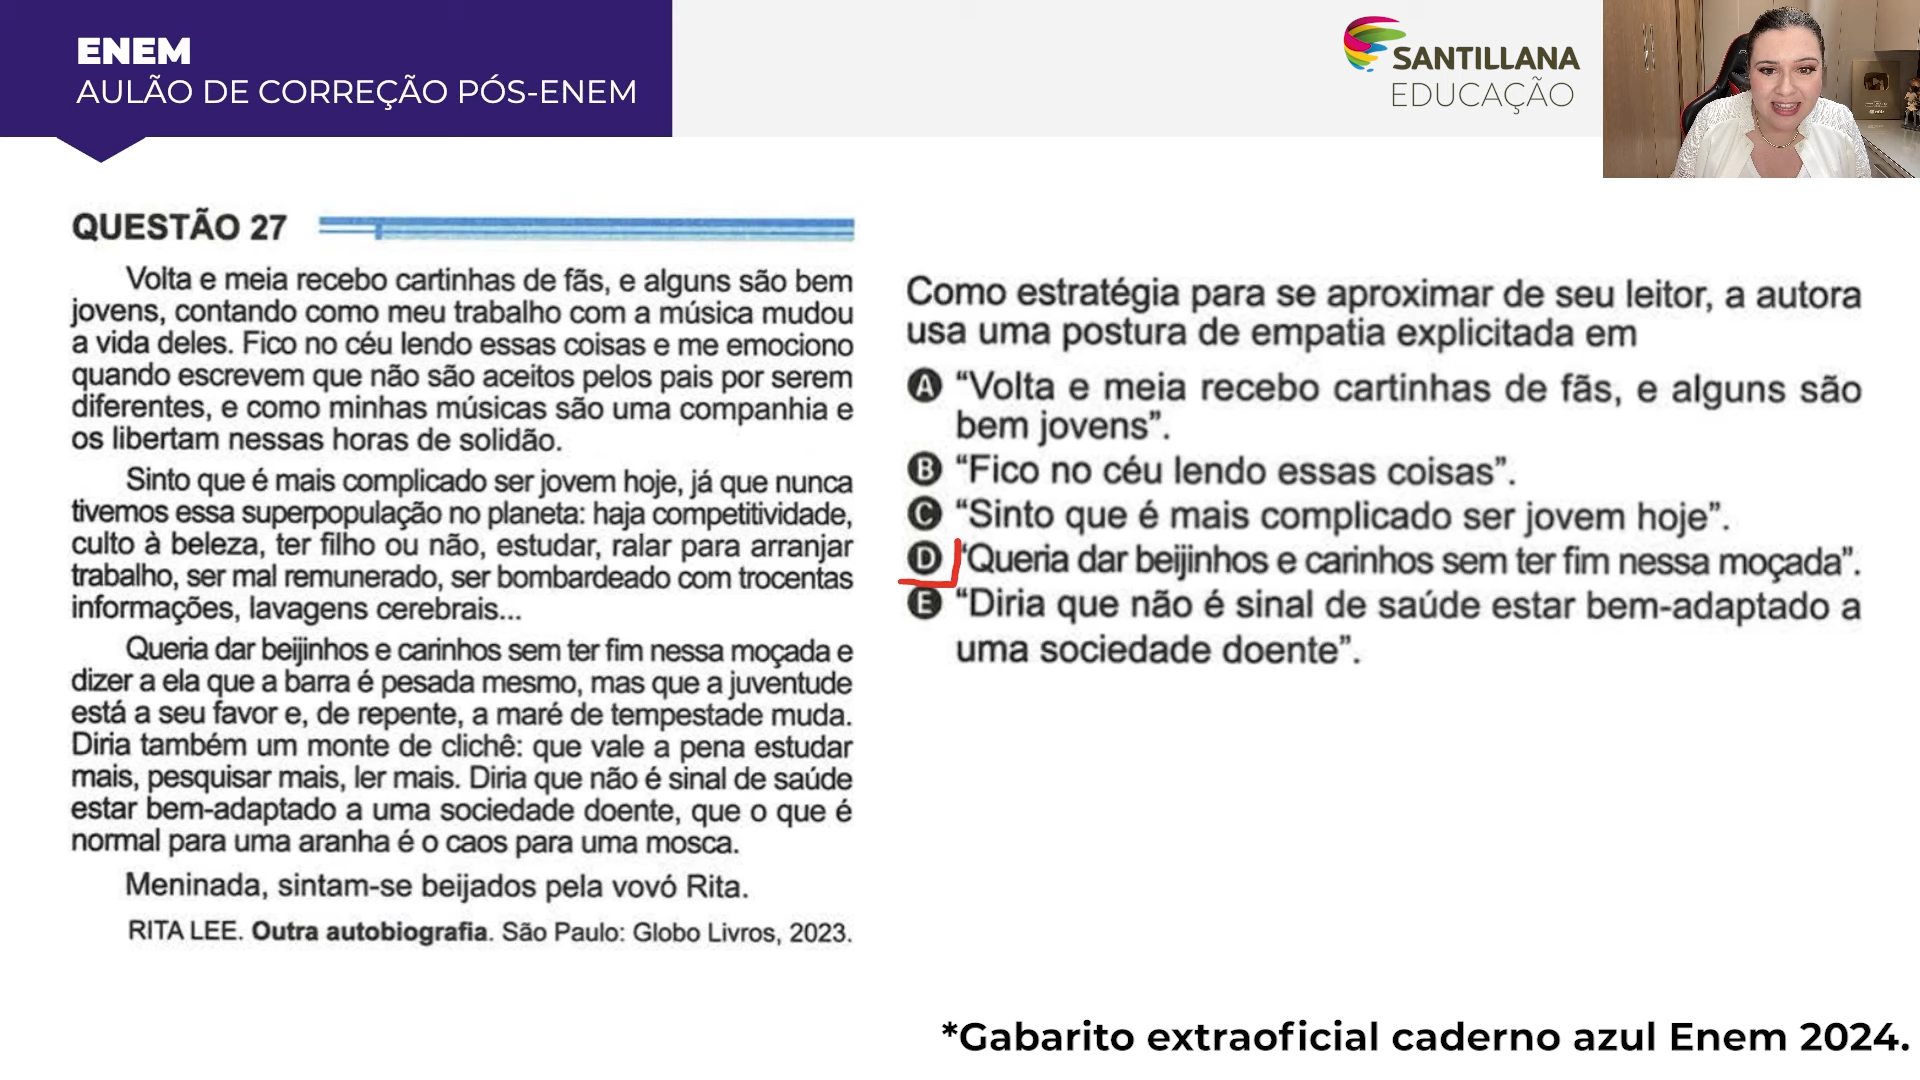 ENEM
AULÃO DE CORREÇÃO PÓS-ENEM
SANTILLANA
EDUCAÇÃO
QUESTÃO 27
Volta e meia recebo cartinhas de fãs, e alguns são bem
jovens, contando como meu trabalho com a música mudou
a vida deles. Fico no céu lendo essas coisas e me emociono
quando escrevem que não são aceitos pelos pais por serem
diferentes, e como minhas músicas são uma companhia e
os libertam nessas horas de solidão.
Sinto que é mais complicado ser jovem hoje, já que nunca
tivemos essa superpopulação no planeta: haja competitividade,
culto à beleza, ter filho ou não, estudar, ralar para arranjar
trabalho, ser mal remunerado, ser bombardeado com trocentas
informações, lavagens cerebrais...
Queria dar beijinhos e carinhos sem ter fim nessa moçada e
dizer a ela que a barra é pesada mesmo, mas que a juventude
está a seu favor e, de repente, a maré de tempestade muda.
Diria também um monte de clichê: que vale a pena estudar
mais, pesquisar mais, ler mais. Diria que não é sinal de saúde
estar bem-adaptado a uma sociedade doente, que o que é
normal para uma aranha é o caos para uma mosca.
Meninada, sintam-se beijados pela vovó Rita.
RITA LEE. Outra autobiografia. São Paulo: Globo Livros, 2023.
Como estratégia para se aproximar de seu leitor, a autora
usa uma postura de empatia explicitada em
A "Volta e meia recebo cartinhas de fãs, e alguns são
bem jovens".
B "Fico no céu lendo essas coisas".
C "Sinto que é mais complicado ser jovem hoje".
D "Queria dar beijinhos e carinhos sem ter fim nessa moçada".
E "Diria que não é sinal de saúde estar bem-adaptado a
uma sociedade doente".
*Gabarito extraoficial caderno azul Enem 2024.